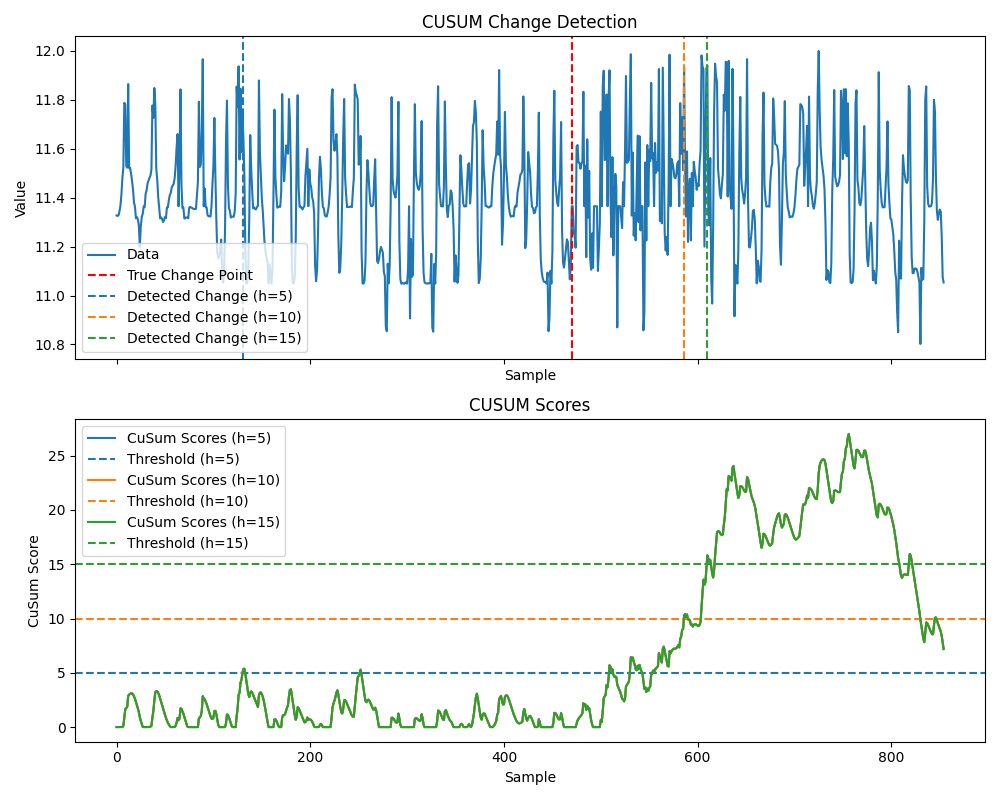 CUSUM Change Detection
12.0
11.8
11.6
11.4
11.2
11.0
10.8
Value
Data
True Change Point
Detected Change (h=5)
Detected Change (h=10)
Detected Change (h=15)
Sample
CUSUM Scores
25
20
15
10
5
0
CuSum Score
CuSum Scores (h=5)
Threshold (h=5)
CuSum Scores (h=10)
Threshold (h=10)
CuSum Scores (h=15)
Threshold (h=15)
0 200 400 600 800
Sample